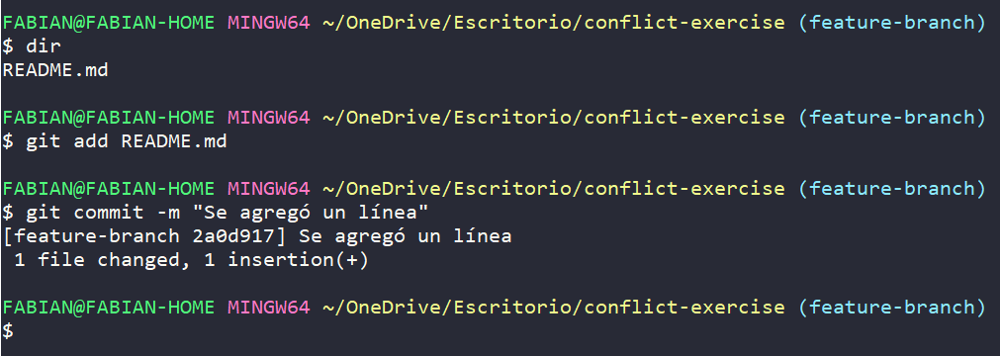 FABIAN@FABIAN-HOME MINGW64 ~/OneDrive/Escritorio/conflict-exercise (feature-branch)
$ dir
README.md
FABIAN@FABIAN-HOME MINGW64 ~/OneDrive/Escritorio/conflict-exercise (feature-branch)
$ git add README.md
FABIAN@FABIAN-HOME MINGW64 ~/OneDrive/Escritorio/conflict-exercise (feature-branch)
$ git commit -m "Se agregó un línea"
[feature-branch 2a0d917] Se agregó un línea
1 file changed, 1 insertion(+)
FABIAN@FABIAN-HOME MINGW64 ~/OneDrive/Escritorio/conflict-exercise (feature-branch)
$